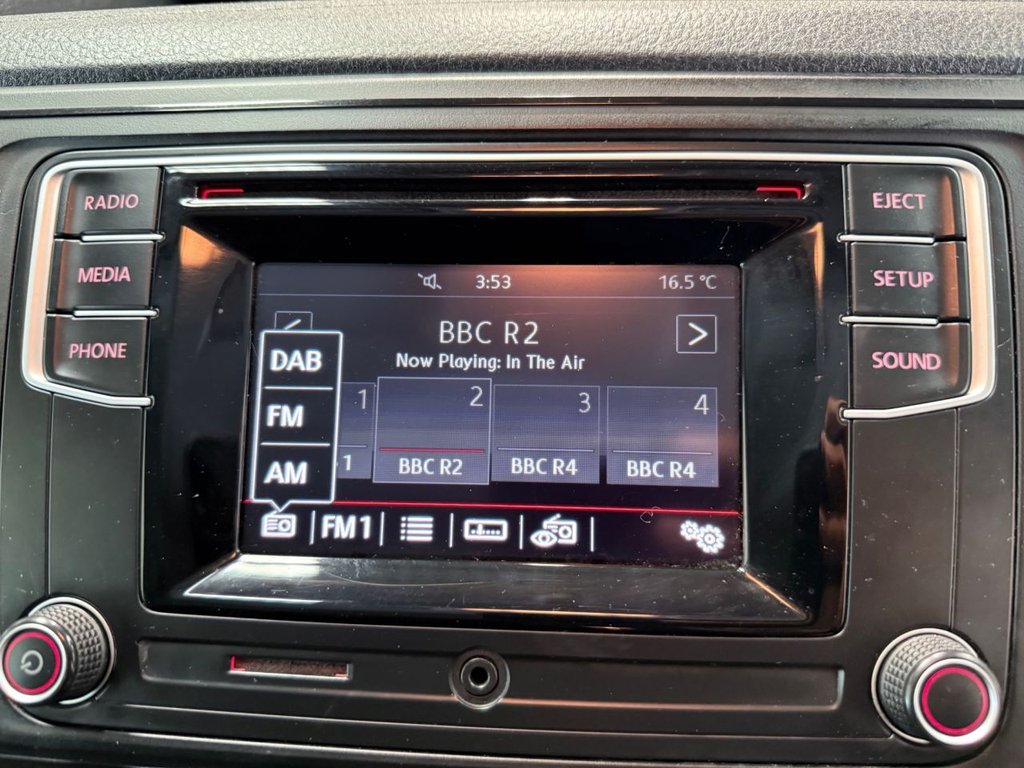 RADIO
MEDIA
PHONE
EJECT
SETUP
SOUND
3:53
16.5 °C
<
BBC R2
>
Now Playing: In The Air
DAB
FM
AM
1
2
3
4
1
BBC R2
BBC R4
BBC R4
FM1